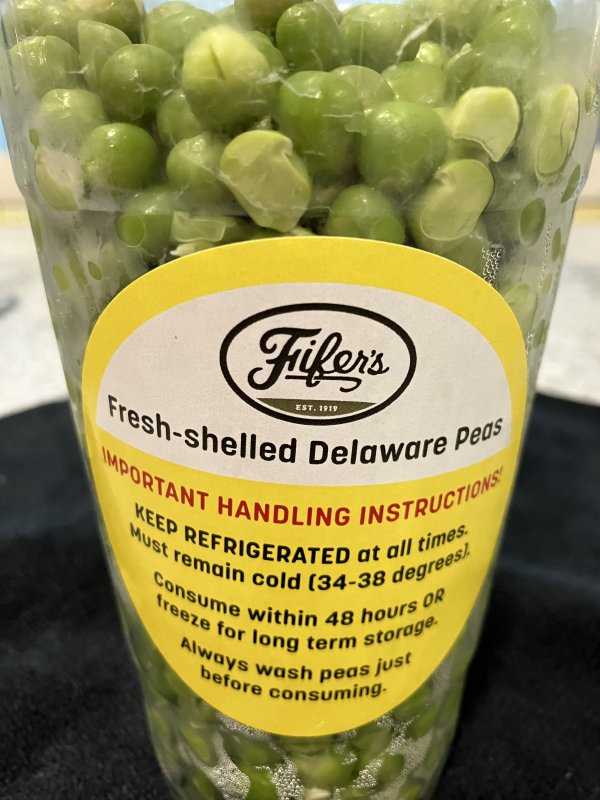 Fifer's
EST. 1919
Fresh-shelled Delaware Peas
IMPORTANT HANDLING INSTRUCTIONS!
KEEP REFRIGERATED at all times.
Must remain cold (34-38 degrees).
Consume within 48 hours OR
freeze for long term storage.
Always wash peas just
before consuming.